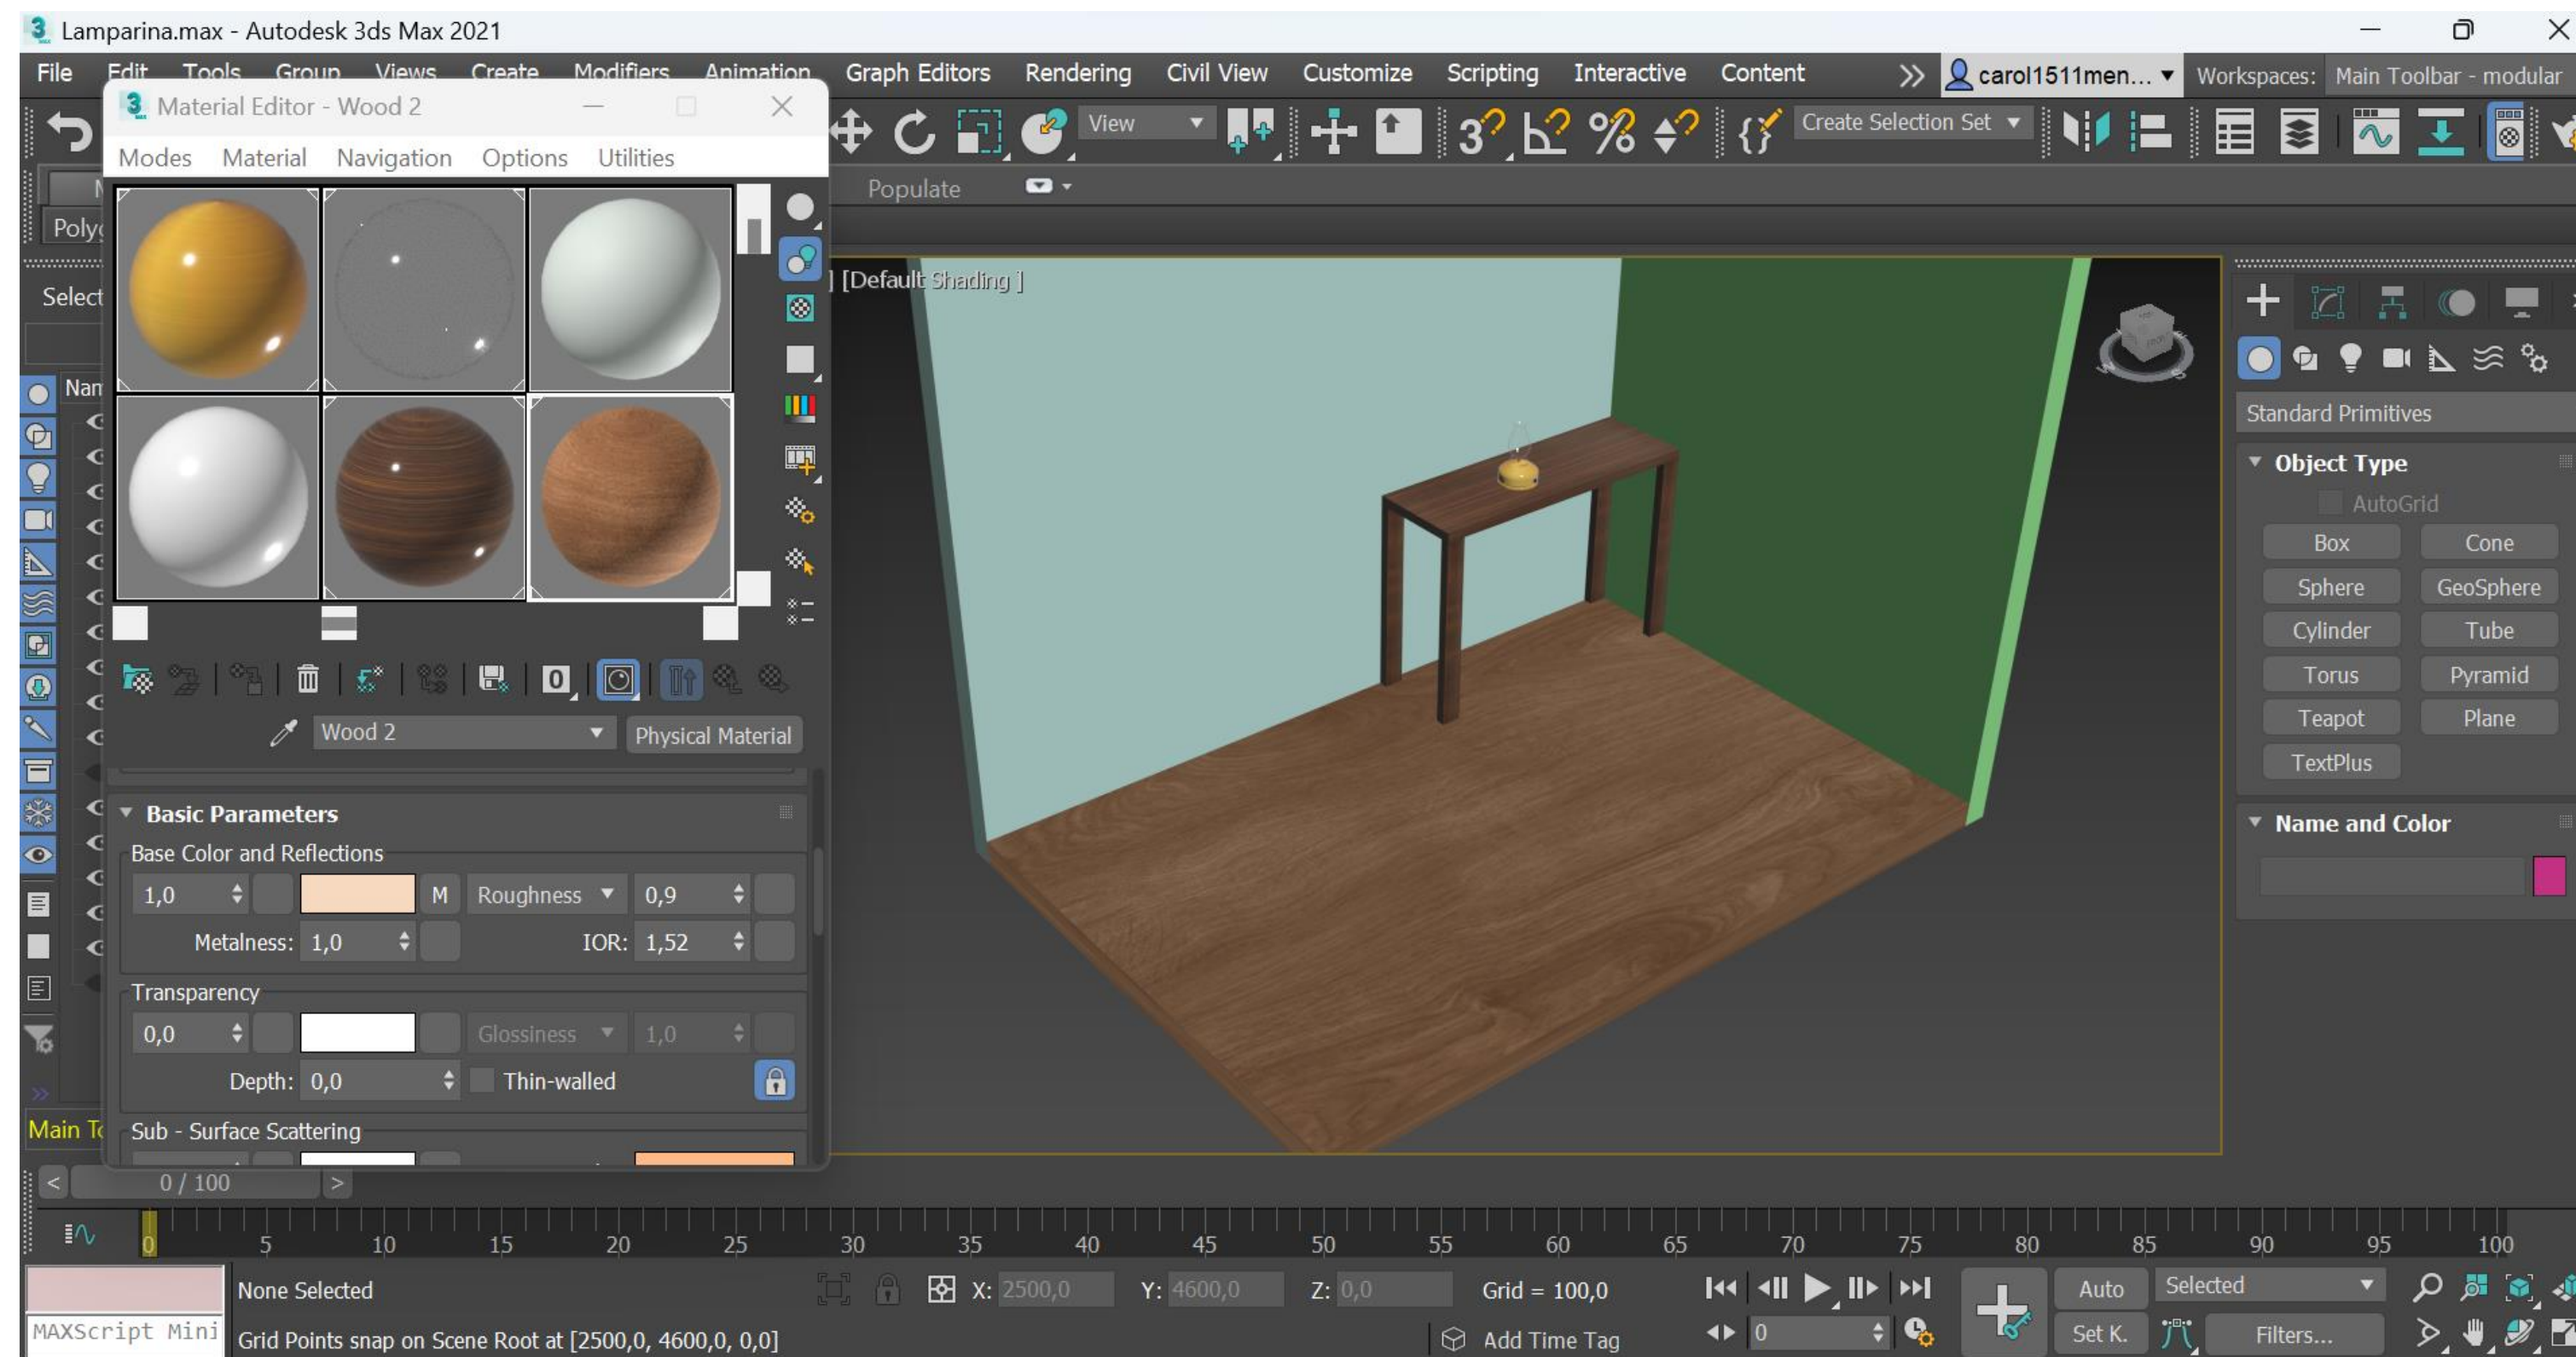 Lamparina.max - Autodesk 3ds Max 2021
File Edit Tools Group Views Create Modifiers Animation Graph Editors Rendering Civil View Customize Scripting Interactive Content carol1511men... Workspaces: Main Toolbar - modular
Material Editor - Wood 2
View
Create Selection Set
Modes Material Navigation Options Utilities
Populate
Poly
Select
[Default Shading ]
Standard Primitives
Object Type
AutoGrid
Box Cone
Sphere GeoSphere
Cylinder Tube
Torus Pyramid
Teapot Plane
TextPlus
Name and Color
Wood 2 Physical Material
Basic Parameters
Base Color and Reflections
1,0 M Roughness 0,9
Metalness: 1,0 IOR: 1,52
Transparency
0,0 Glossiness 1,0
Depth: 0,0 Thin-walled
Sub - Surface Scattering
Main
0 / 100
0 5 10 15 20 25 30 35 40 45 50 55 60 65 70 75 80 85 90 95 100
None Selected X: 2500,0 Y: 4600,0 Z: 0,0 Grid = 100,0 Auto Selected
MAXScript Mini Grid Points snap on Scene Root at [2500,0, 4600,0, 0,0] Add Time Tag 0 Set K. Filters...